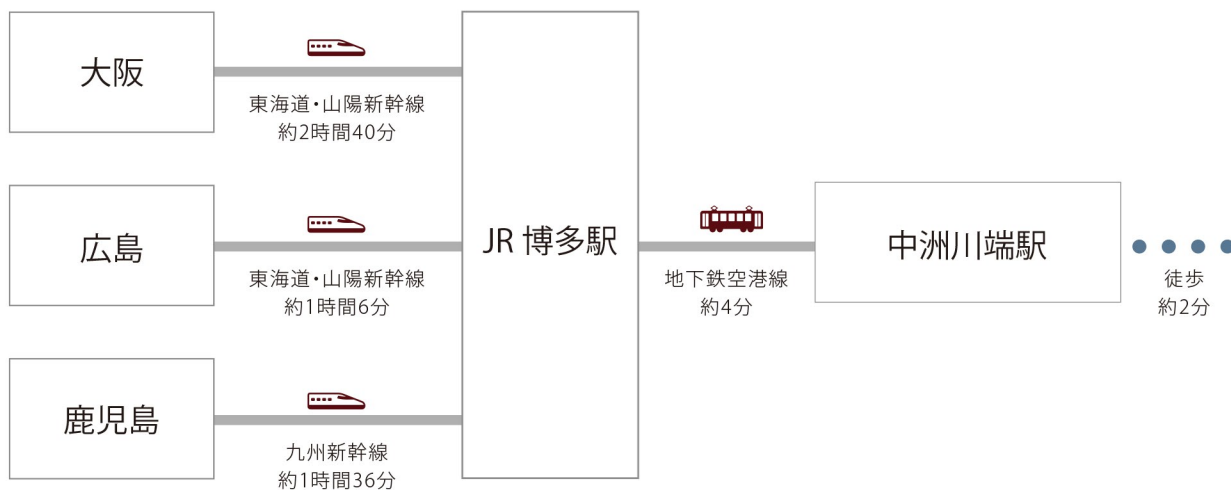 大阪
東海道・山陽新幹線
約2時間40分
広島
東海道・山陽新幹線
約1時間6分
鹿児島
九州新幹線
約1時間36分
JR 博多駅
地下鉄空港線
約4分
中洲川端駅
徒歩
約2分